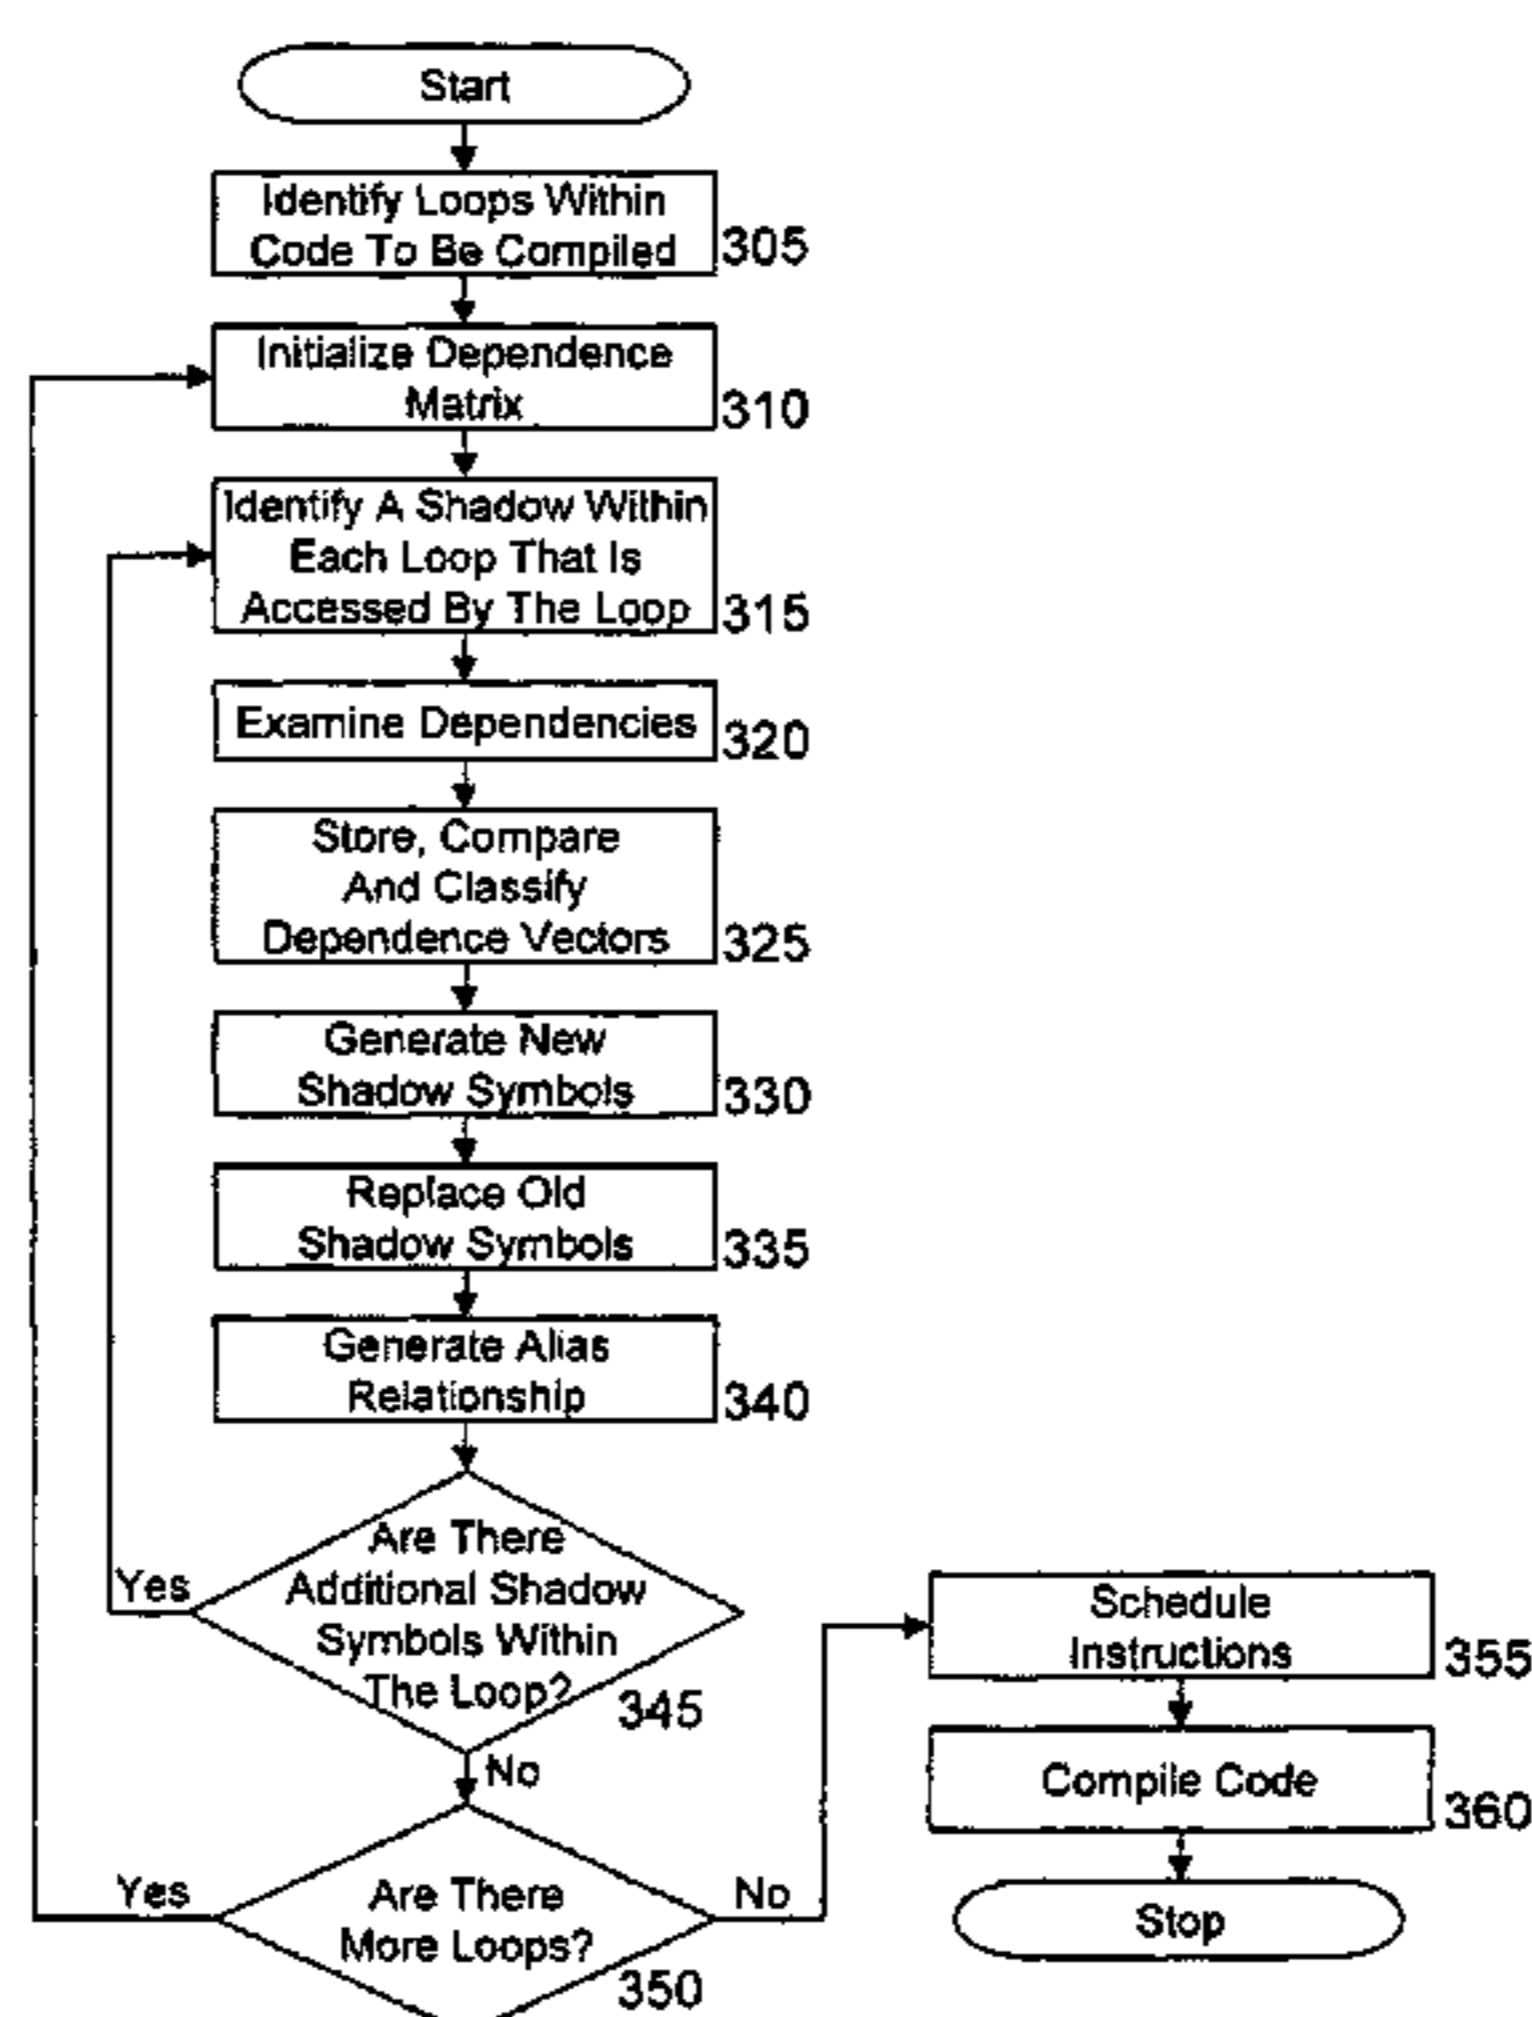 Start
Identify Loops Within
Code To Be Compiled
305
Initialize Dependence
Matrix
310
Identify A Shadow Within
Each Loop That Is
Accessed By The Loop
315
Examine Dependencies
320
Store, Compare
And Classify
Dependence Vectors
325
Generate New
Shadow Symbols
330
Replace Old
Shadow Symbols
335
Generate Alias
Relationship
340
Are There
Additional Shadow
Symbols Within
The Loop?
345
Yes
No
Are There
More Loops?
350
Yes
No
Schedule
Instructions
355
Compile Code
360
Stop